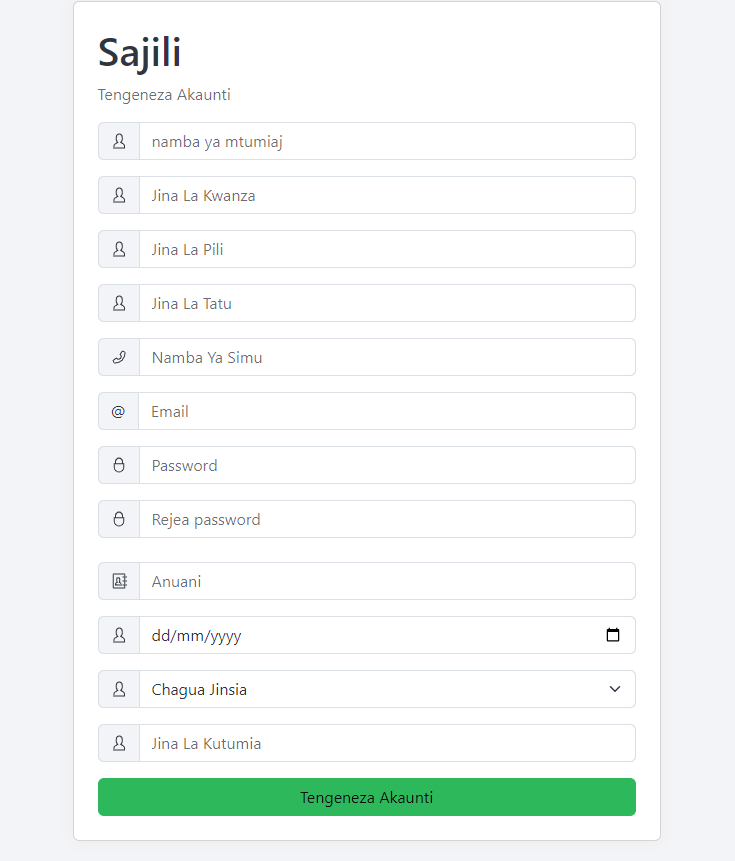 Sajili
Tengeneza Akaunti
namba ya mtumiaj
Jina La Kwanza
Jina La Pili
Jina La Tatu
Namba Ya Simu
@ Email
Password
Rejea password
Anuani
dd/mm/yyyy
Chagua Jinsia
Jina La Kutumia
Tengeneza Akaunti